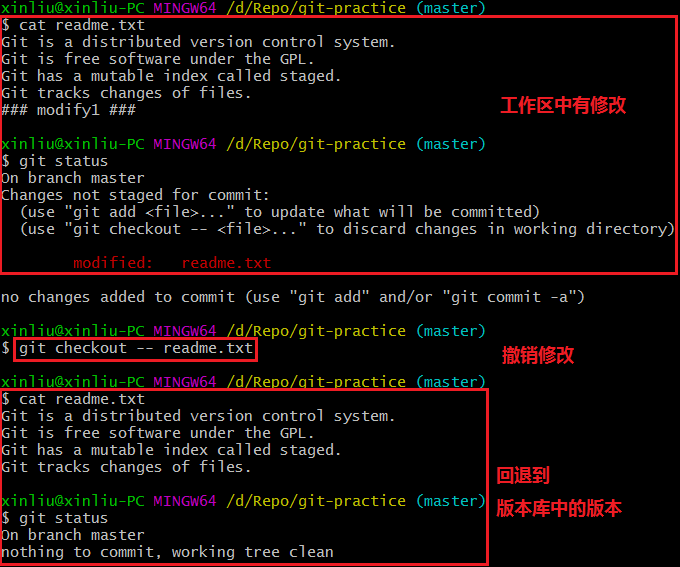 xinliu@xinliu-PC MINGW64 /d/Repo/git-practice (master)
$ cat readme.txt
Git is a distributed version control system.
Git is free software under the GPL.
Git has a mutable index called staged.
Git tracks changes of files.
### modify1 ###
工作区中有修改
xinliu@xinliu-PC MINGW64 /d/Repo/git-practice (master)
$ git status
On branch master
Changes not staged for commit:
  (use "git add <file>..." to update what will be committed)
  (use "git checkout -- <file>..." to discard changes in working directory)
        modified:   readme.txt
no changes added to commit (use "git add" and/or "git commit -a")
xinliu@xinliu-PC MINGW64 /d/Repo/git-practice (master)
$ git checkout -- readme.txt
撤销修改
xinliu@xinliu-PC MINGW64 /d/Repo/git-practice (master)
$ cat readme.txt
Git is a distributed version control system.
Git is free software under the GPL.
Git has a mutable index called staged.
Git tracks changes of files.
回退到
版本库中的版本
xinliu@xinliu-PC MINGW64 /d/Repo/git-practice (master)
$ git status
On branch master
nothing to commit, working tree clean